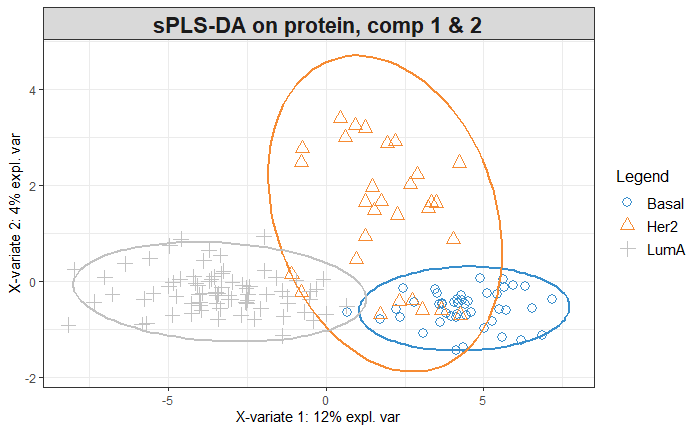 sPLS-DA on protein, comp 1 & 2
X-variate 2: 4% expl. var
4
2
0
-2
-5
0
5
X-variate 1: 12% expl. var
Legend
Basal
Her2
LumA